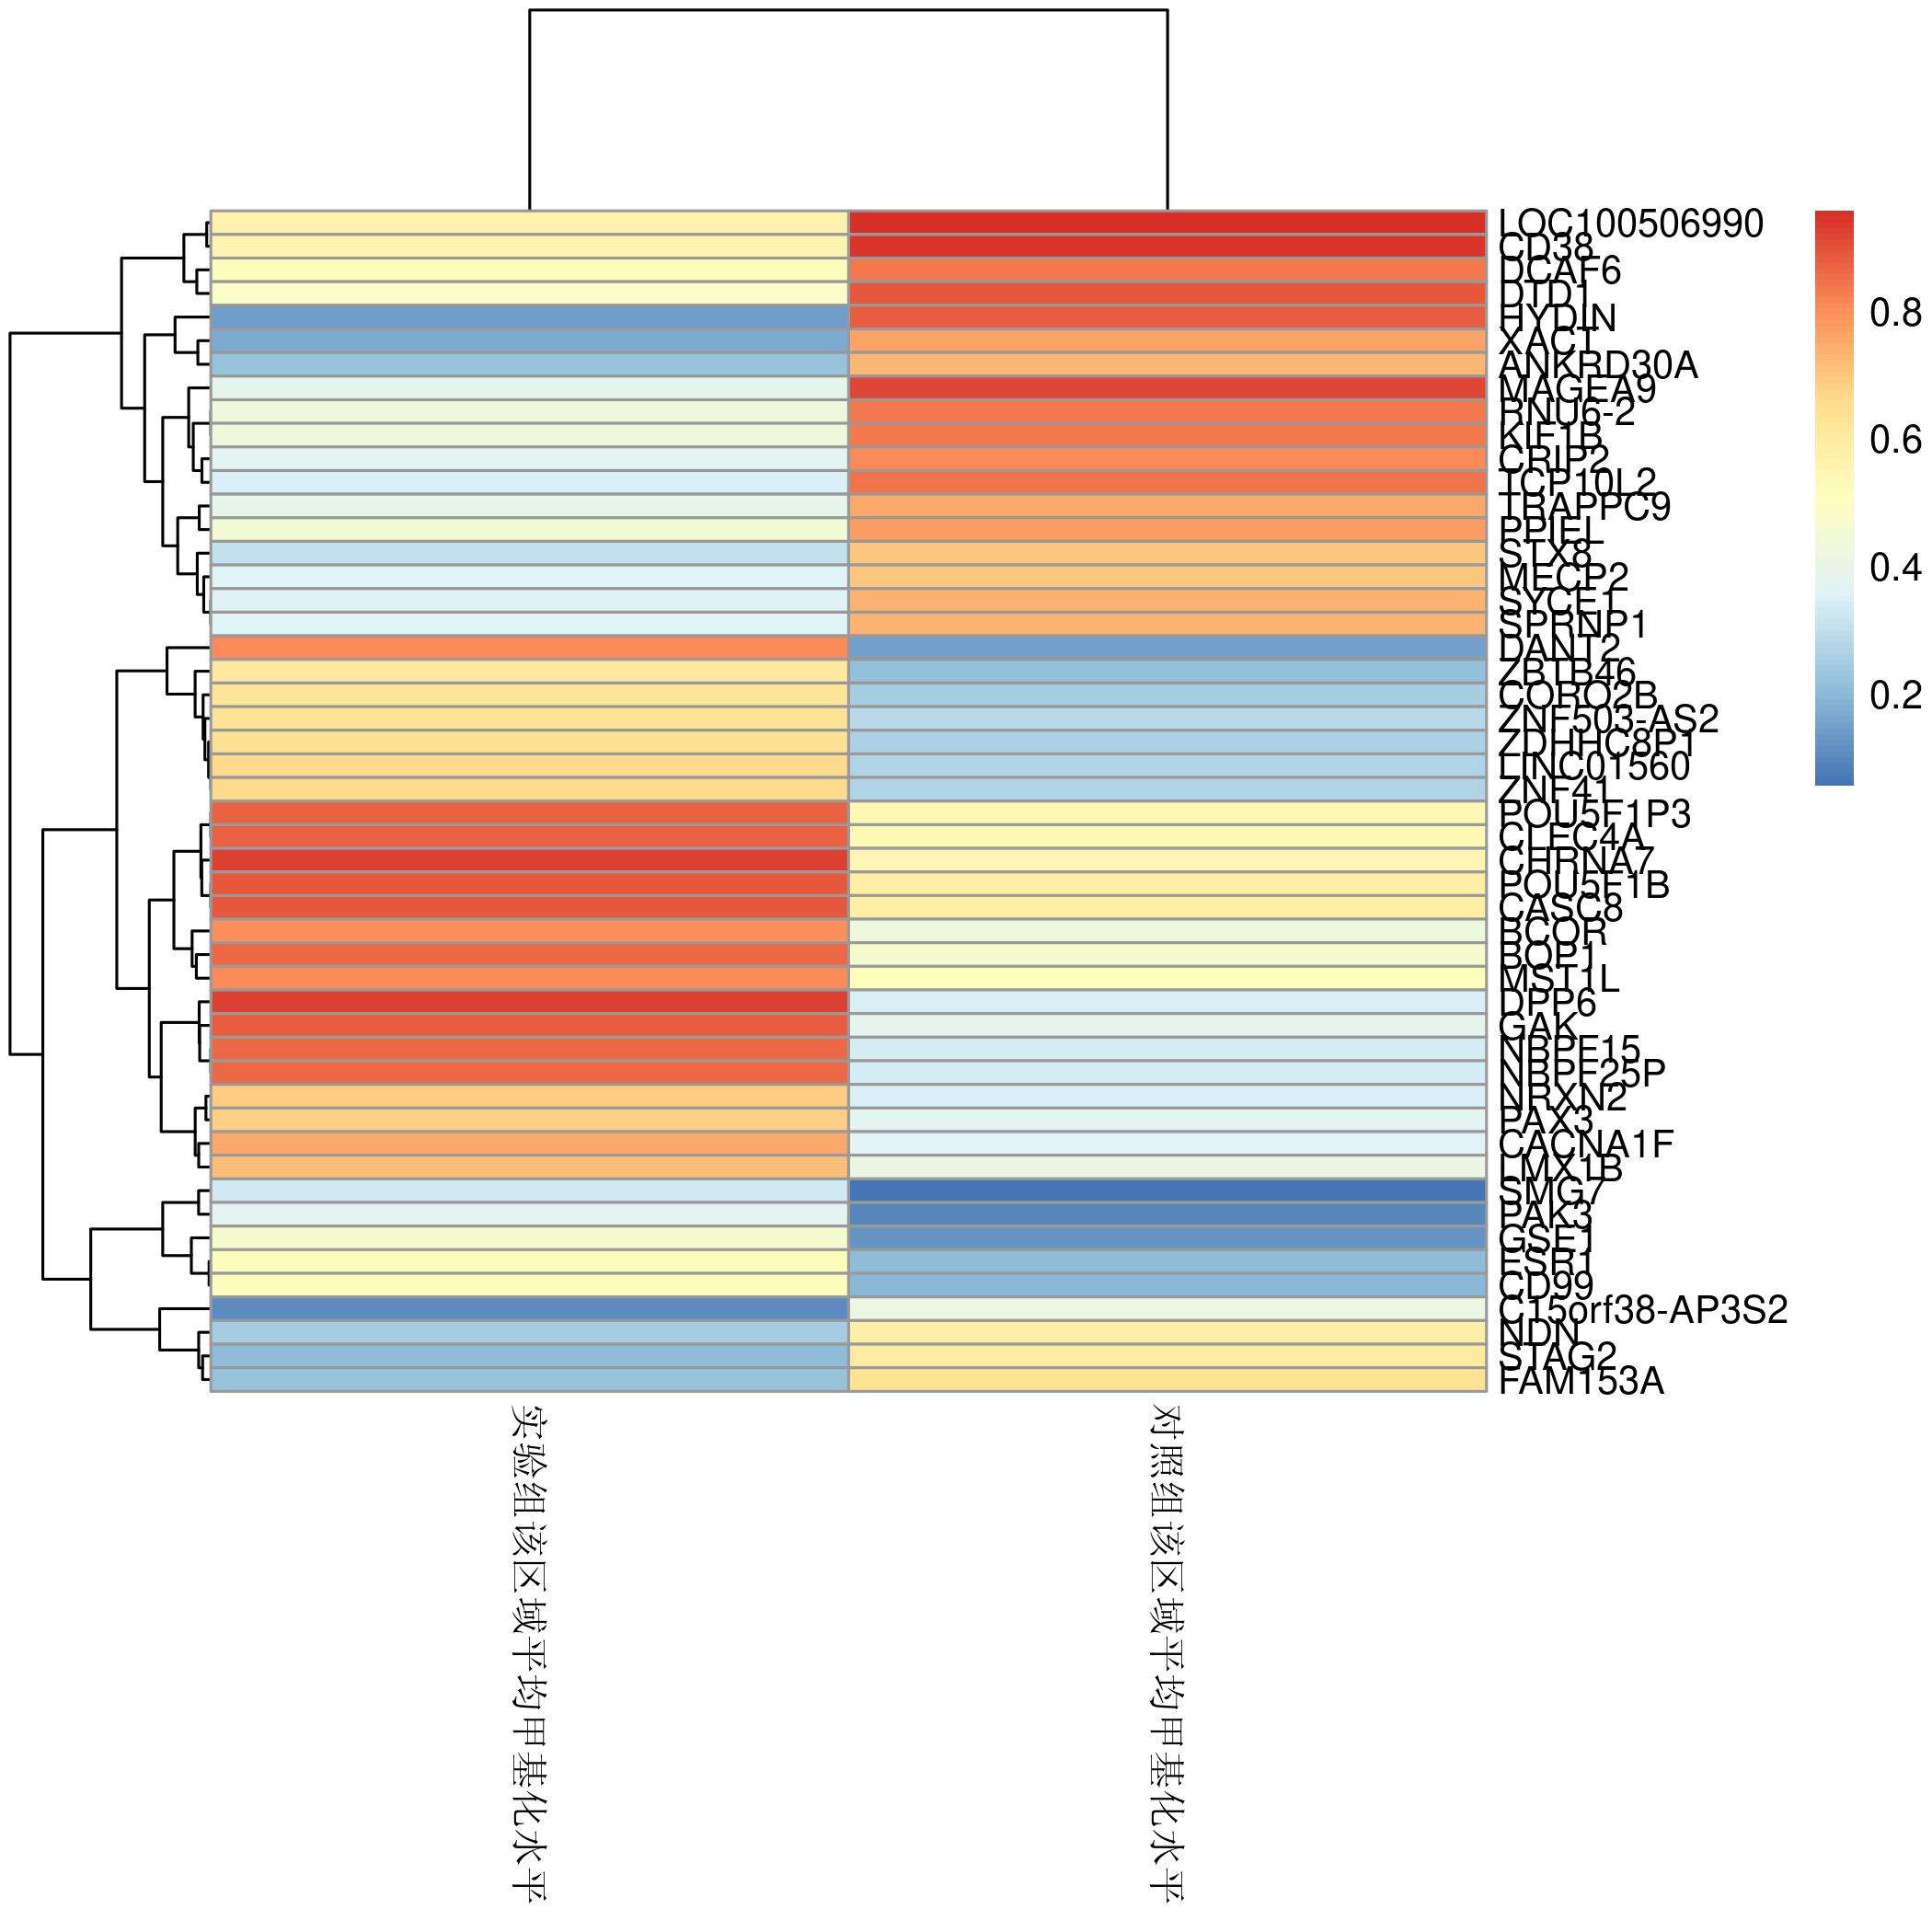 LOC100506990
CD38
DCAF6
DTD1
HYDIN
XACT
ANKRD30A
MAGEA9
RNU6-2
KIF1B
CRIP2
TCP10L2
TRAPPC9
PPIEL
STX8
MECP2
SYCE1
SPRNP1
DANT2
ZBTB46
CORO2B
ZNF503-AS2
ZDHHC8P1
LINC01560
ZNF41
POU5F1P3
CLEC4A
CHRNA7
POU5F1B
CASC8
BCOR
BOP1
MST1L
DPP6
GAK
NBPF15
NBPF25P
NRXN2
PAX3
CACNA1F
LMX1B
SMG7
PAK3
GSE1
ESR1
CD99
C15orf38-AP3S2
NDN
STAG2
FAM153A
0.8
0.6
0.4
0.2
实验组该区域平均甲基化水平
对照组该区域平均甲基化水平